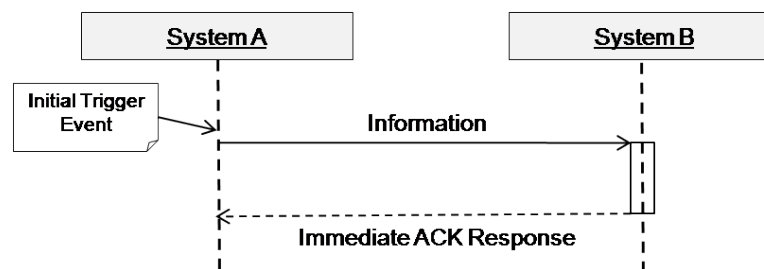 System A
System B
Initial Trigger
Event
Information
Immediate ACK Response